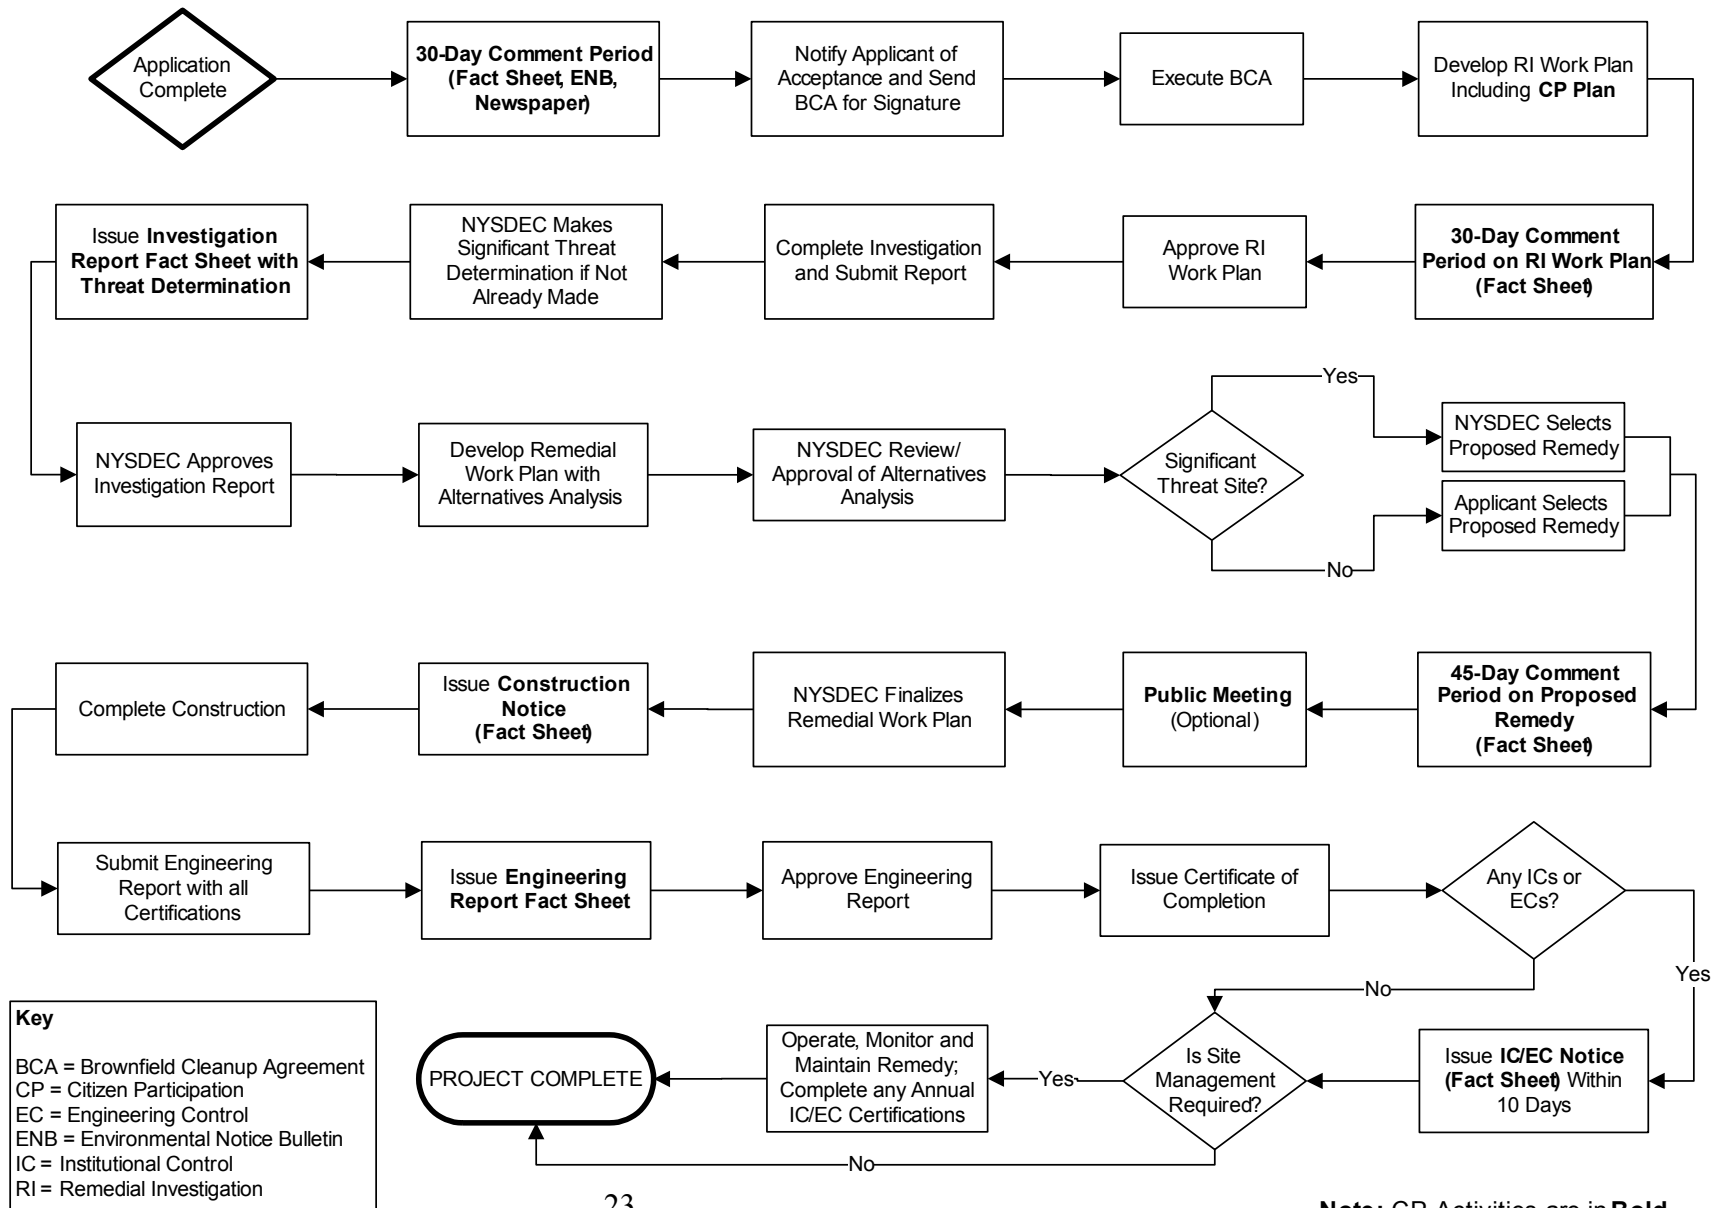 Application
Complete
30-Day Comment Period
(Fact Sheet, ENB,
Newspaper)
Notify Applicant of
Acceptance and Send
BCA for Signature
Execute BCA
Develop RI Work Plan
Including CP Plan
Issue Investigation
Report Fact Sheet with
Threat Determination
NYSDEC Makes
Significant Threat
Determination if Not
Already Made
Complete Investigation
and Submit Report
Approve RI
Work Plan
30-Day Comment
Period on RI Work Plan
(Fact Sheet)
NYSDEC Approves
Investigation Report
Develop Remedial
Work Plan with
Alternatives Analysis
NYSDEC Review/
Approval of Alternatives
Analysis
Significant
Threat Site?
Yes
No
NYSDEC Selects
Proposed Remedy
Applicant Selects
Proposed Remedy
Complete Construction
Issue Construction
Notice
(Fact Sheet)
NYSDEC Finalizes
Remedial Work Plan
Public Meeting
(Optional)
45-Day Comment
Period on Proposed
Remedy
(Fact Sheet)
Submit Engineering
Report with all
Certifications
Issue Engineering
Report Fact Sheet
Approve Engineering
Report
Issue Certificate of
Completion
Any ICs or
ECs?
Yes
No
PROJECT COMPLETE
Operate, Monitor and
Maintain Remedy;
Complete any Annual
IC/EC Certifications
Yes
Is Site
Management
Required?
Issue IC/EC Notice
(Fact Sheet) Within
10 Days
No
Key
BCA = Brownfield Cleanup Agreement
CP = Citizen Participation
EC = Engineering Control
ENB = Environmental Notice Bulletin
IC = Institutional Control
RI = Remedial Investigation
23
Note: CP Activities are in Bold